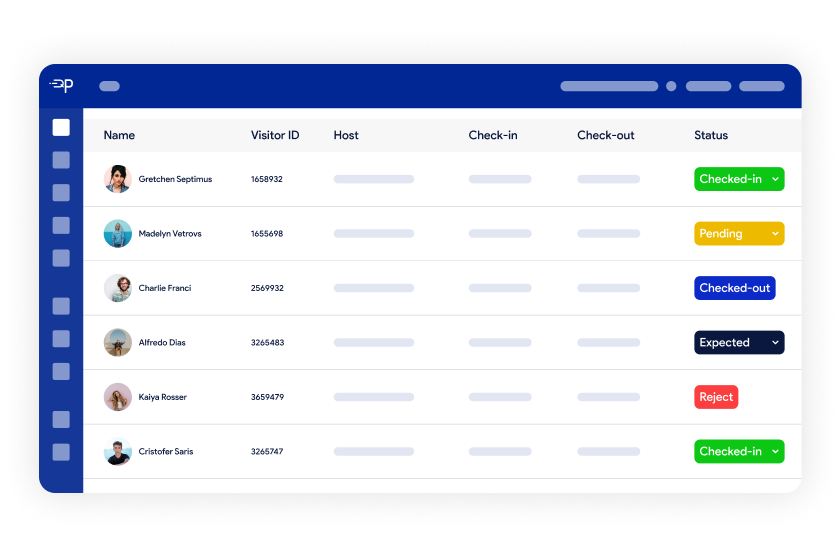 P
Name Visitor ID Host Check-in Check-out Status
Gretchen Septimus 1658932 Checked-in
Madelyn Vetrovs 1655698 Pending
Charlie Franci 2569932 Checked-out
Alfredo Dias 3265483 Expected
Kaiya Rosser 3659479 Reject
Cristofer Saris 3265747 Checked-in